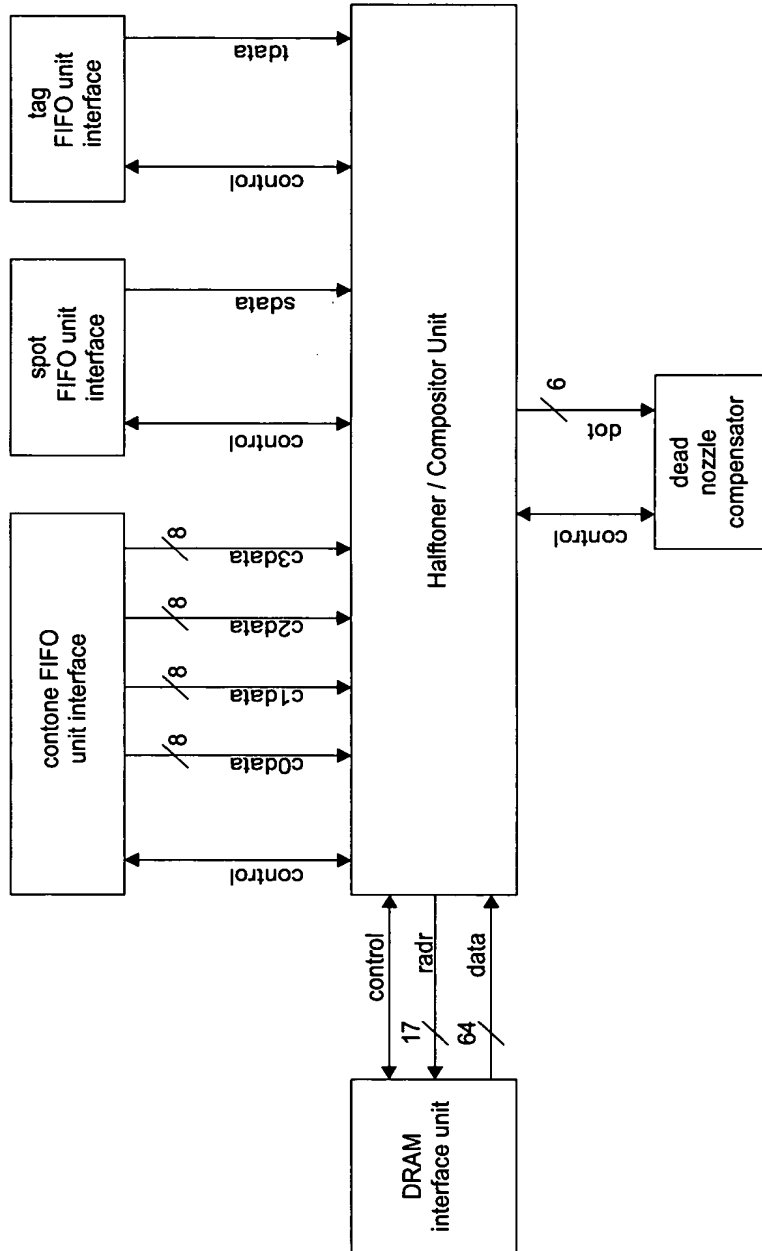 contone FIFO
unit interface
spot
FIFO unit
interface
tag
FIFO unit
interface
control
8
c0data
8
c1data
8
c2data
8
c3data
control
sdata
control
tdata
DRAM
interface unit
control
17
radr
64
data
Halftoner / Compositor Unit
control
6
dot
dead
nozzle
compensator